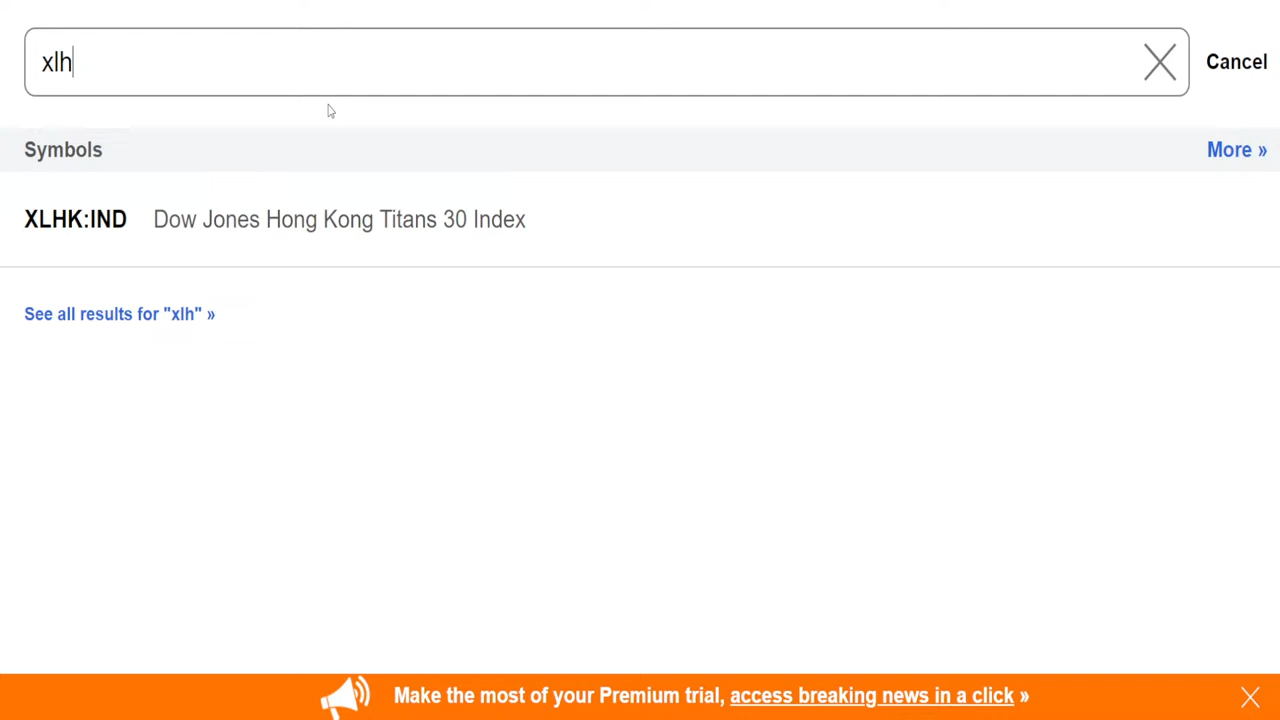 xlh
Cancel
Symbols
More »
XLHK:IND Dow Jones Hong Kong Titans 30 Index
See all results for "xlh" »
Make the most of your Premium trial, access breaking news in a click »